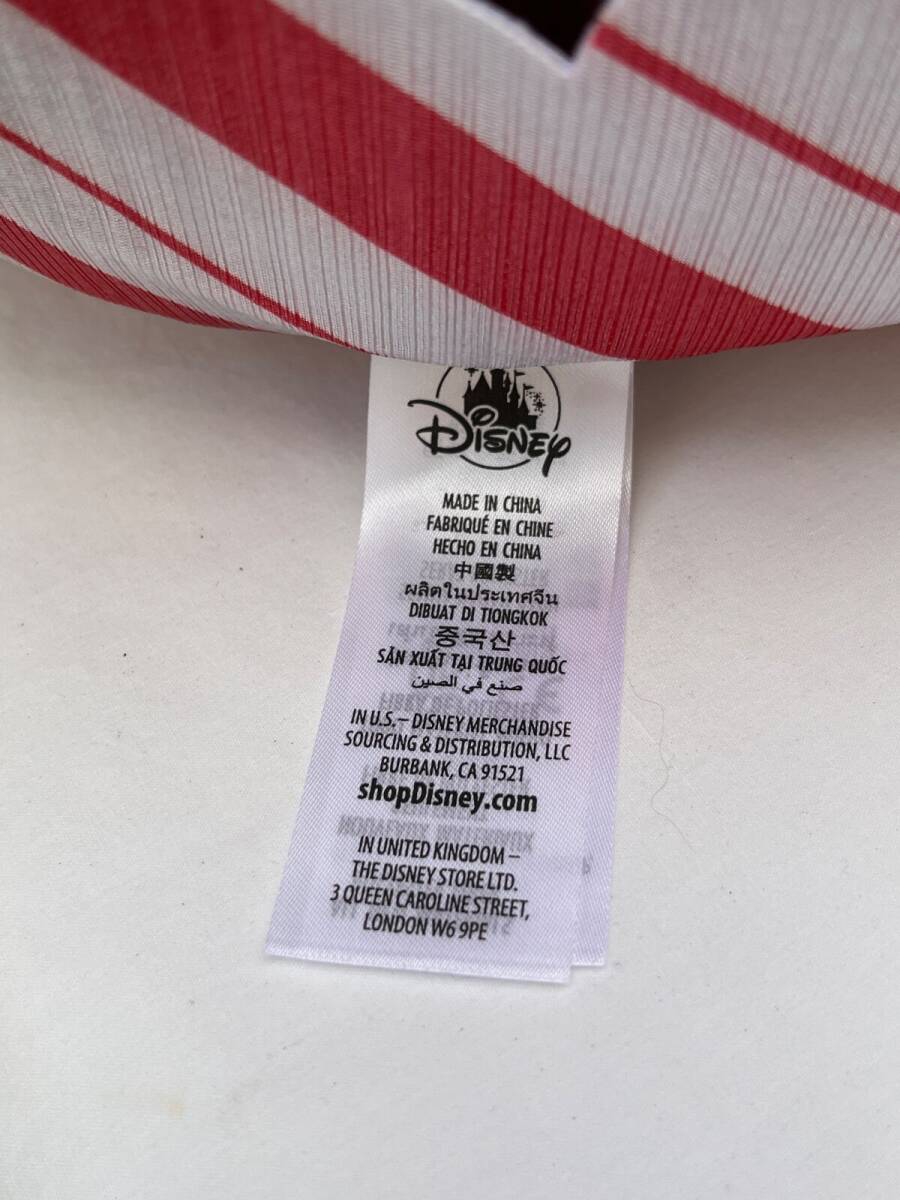 Disney
MADE IN CHINA
FABRIQUÉ EN CHINE
HECHO EN CHINA
中國製
ผลิตในประเทศจีน
DIBUAT DI TIONGKOK
중국산
SẢN XUẤT TẠI TRUNG QUỐC
صنع في الصين
IN U.S.– DISNEY MERCHANDISE
SOURCING & DISTRIBUTION, LLC
BURBANK, CA 91521
shopDisney.com
IN UNITED KINGDOM –
THE DISNEY STORE LTD.
3 QUEEN CAROLINE STREET,
LONDON W6 9PE